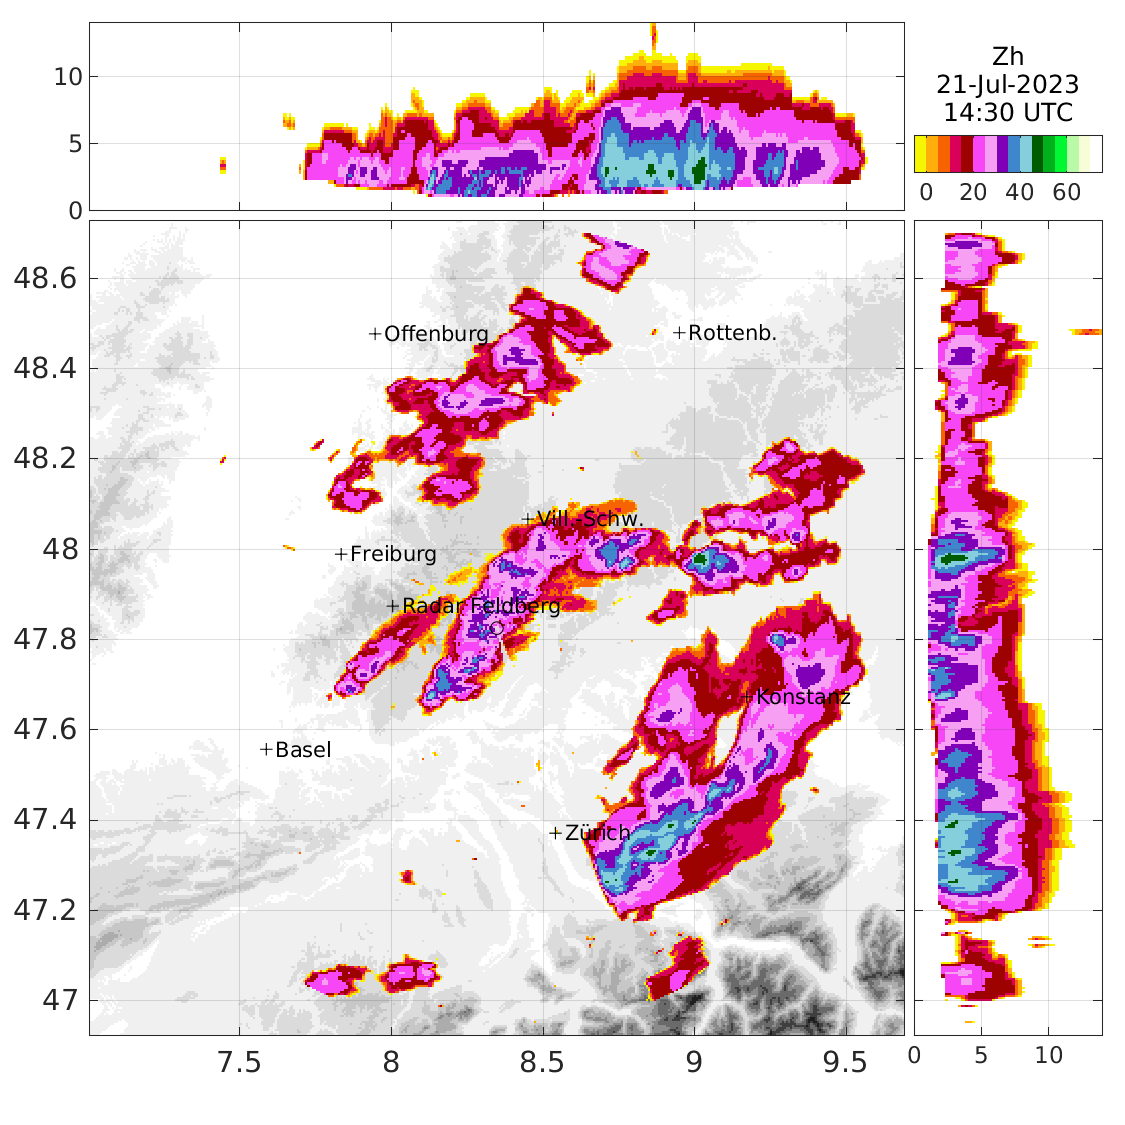 10
5
0
Zh
21-Jul-2023
14:30 UTC
0 20 40 60
48.6
48.4
48.2
48
47.8
47.6
47.4
47.2
47
+Offenburg
+Rottenb.
+Vill.-Schw.
+Freiburg
+Radar Feldberg
+Konstanz
+Basel
+Zürich
7.5 8 8.5 9 9.5
0 5 10